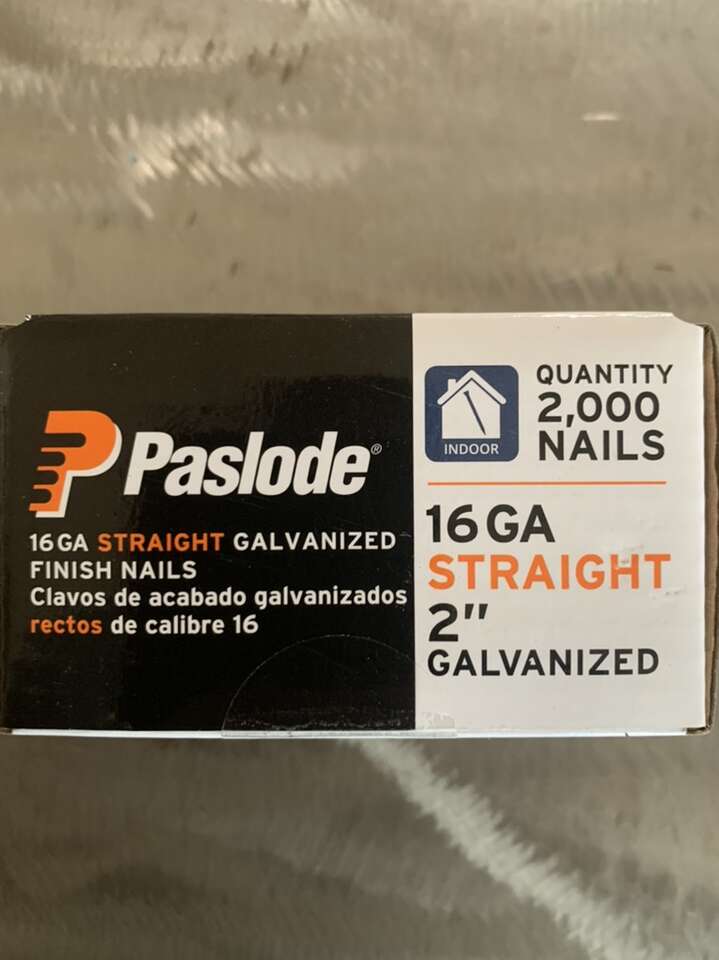 Paslode®
16 GA STRAIGHT GALVANIZED
FINISH NAILS
Clavos de acabado galvanizados
rectos de calibre 16
INDOOR
QUANTITY
2,000
NAILS
16 GA
STRAIGHT
2"
GALVANIZED